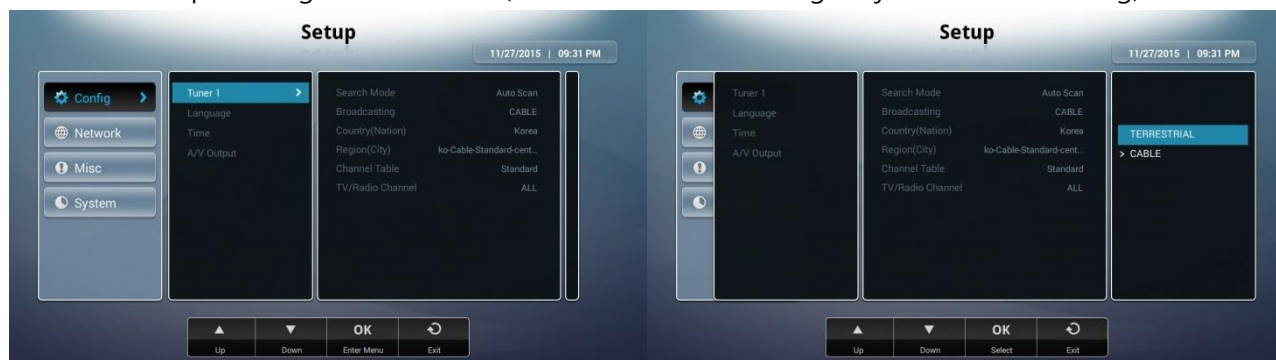 Setup
11/27/2015 | 09:31 PM
Config
Network
Misc
System
Tuner 1
Language
Time
A/V Output
Search Mode Auto Scan
Broadcasting CABLE
Country(Nation) Korea
Region(City) ko-Cable-Standard-cent...
Channel Table Standard
TV/Radio Channel ALL
Up
Down
OK
Enter Menu
Exit
Setup
11/27/2015 | 09:31 PM
Tuner 1
Language
Time
A/V Output
Search Mode Auto Scan
Broadcasting CABLE
Country(Nation) Korea
Region(City) ko-Cable-Standard-cent...
Channel Table Standard
TV/Radio Channel ALL
TERRESTRIAL
> CABLE
Up
Down
OK
Select
Exit